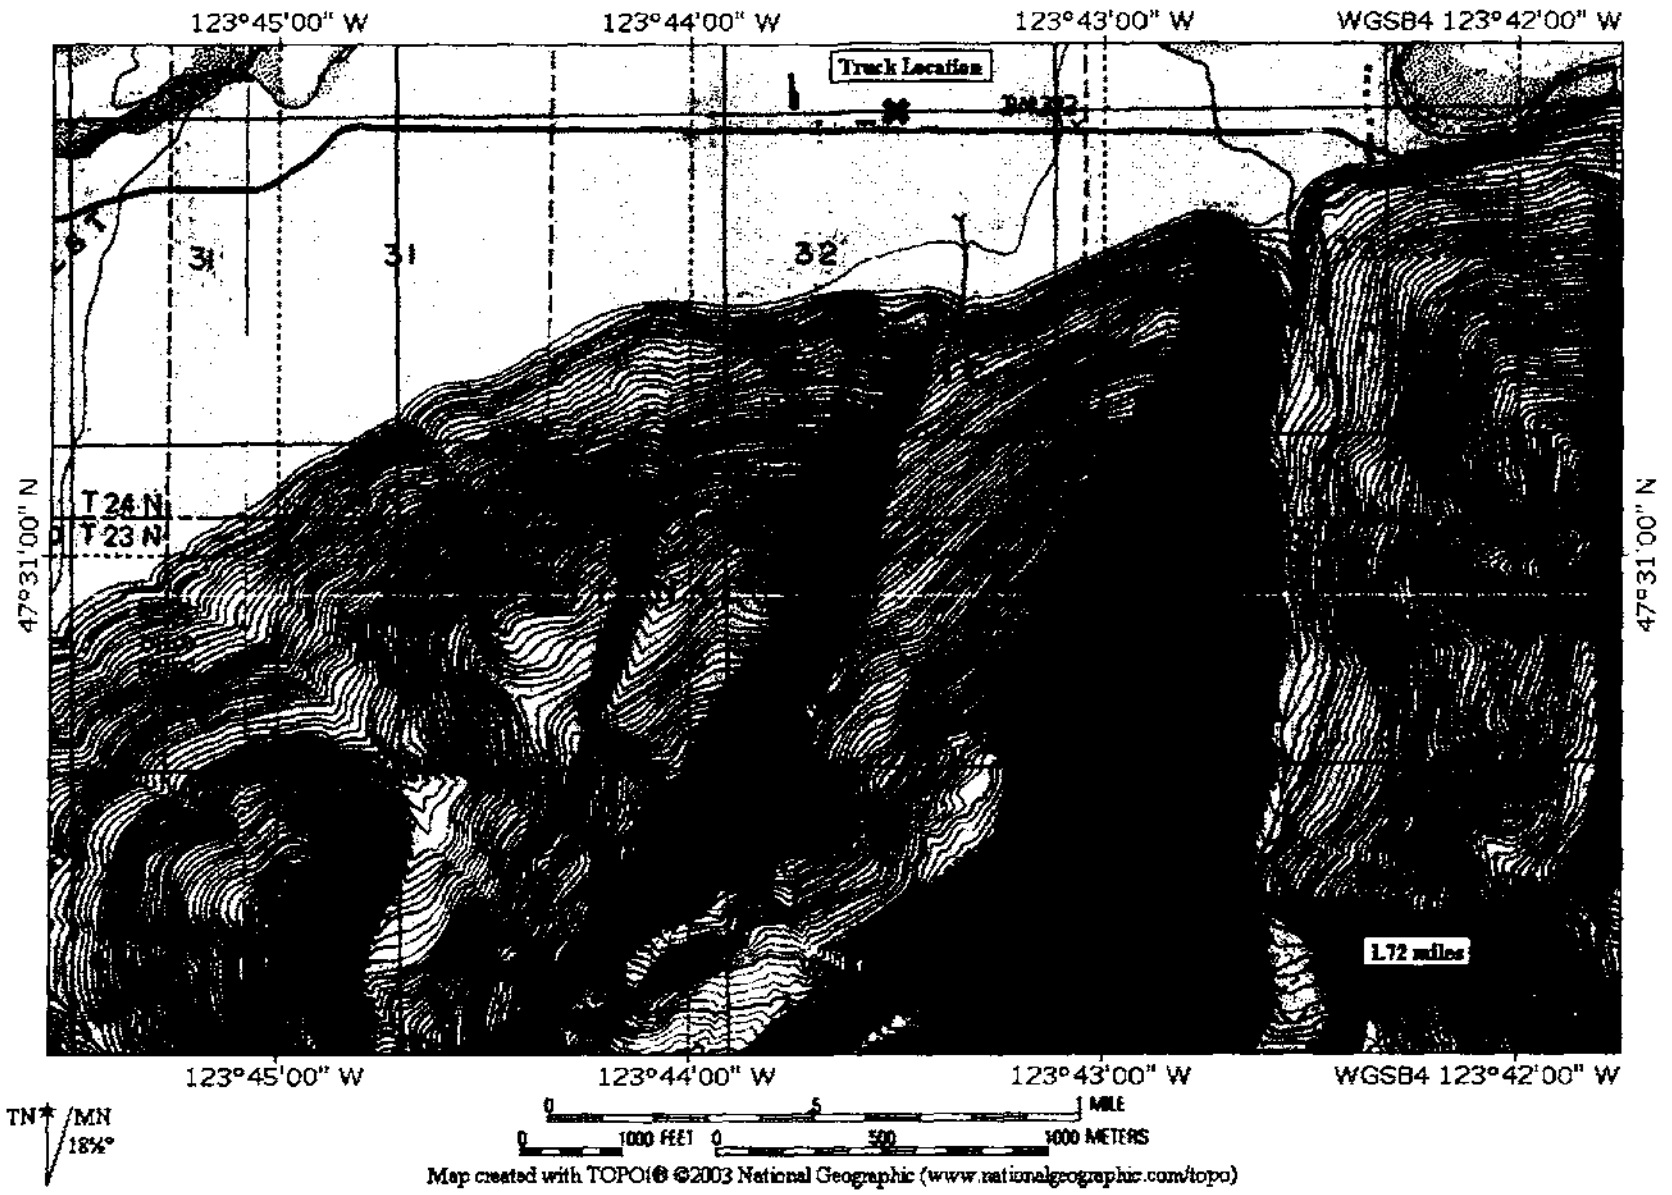 123°45'00" W 123°44'00" W 123°43'00" W WGS84 123°42'00" W
Truck Location
31 31 32
T 24 N
T 23 N
47°31'00" N 47°31'00" N
1.72 miles
123°45'00" W 123°44'00" W 123°43'00" W WGS84 123°42'00" W
TN MN
18½°
0 .5 1 MILE
0 1000 FEET 0 500 1000 METERS
Map created with TOPO!® ©2003 National Geographic (www.nationalgeographic.com/topo)